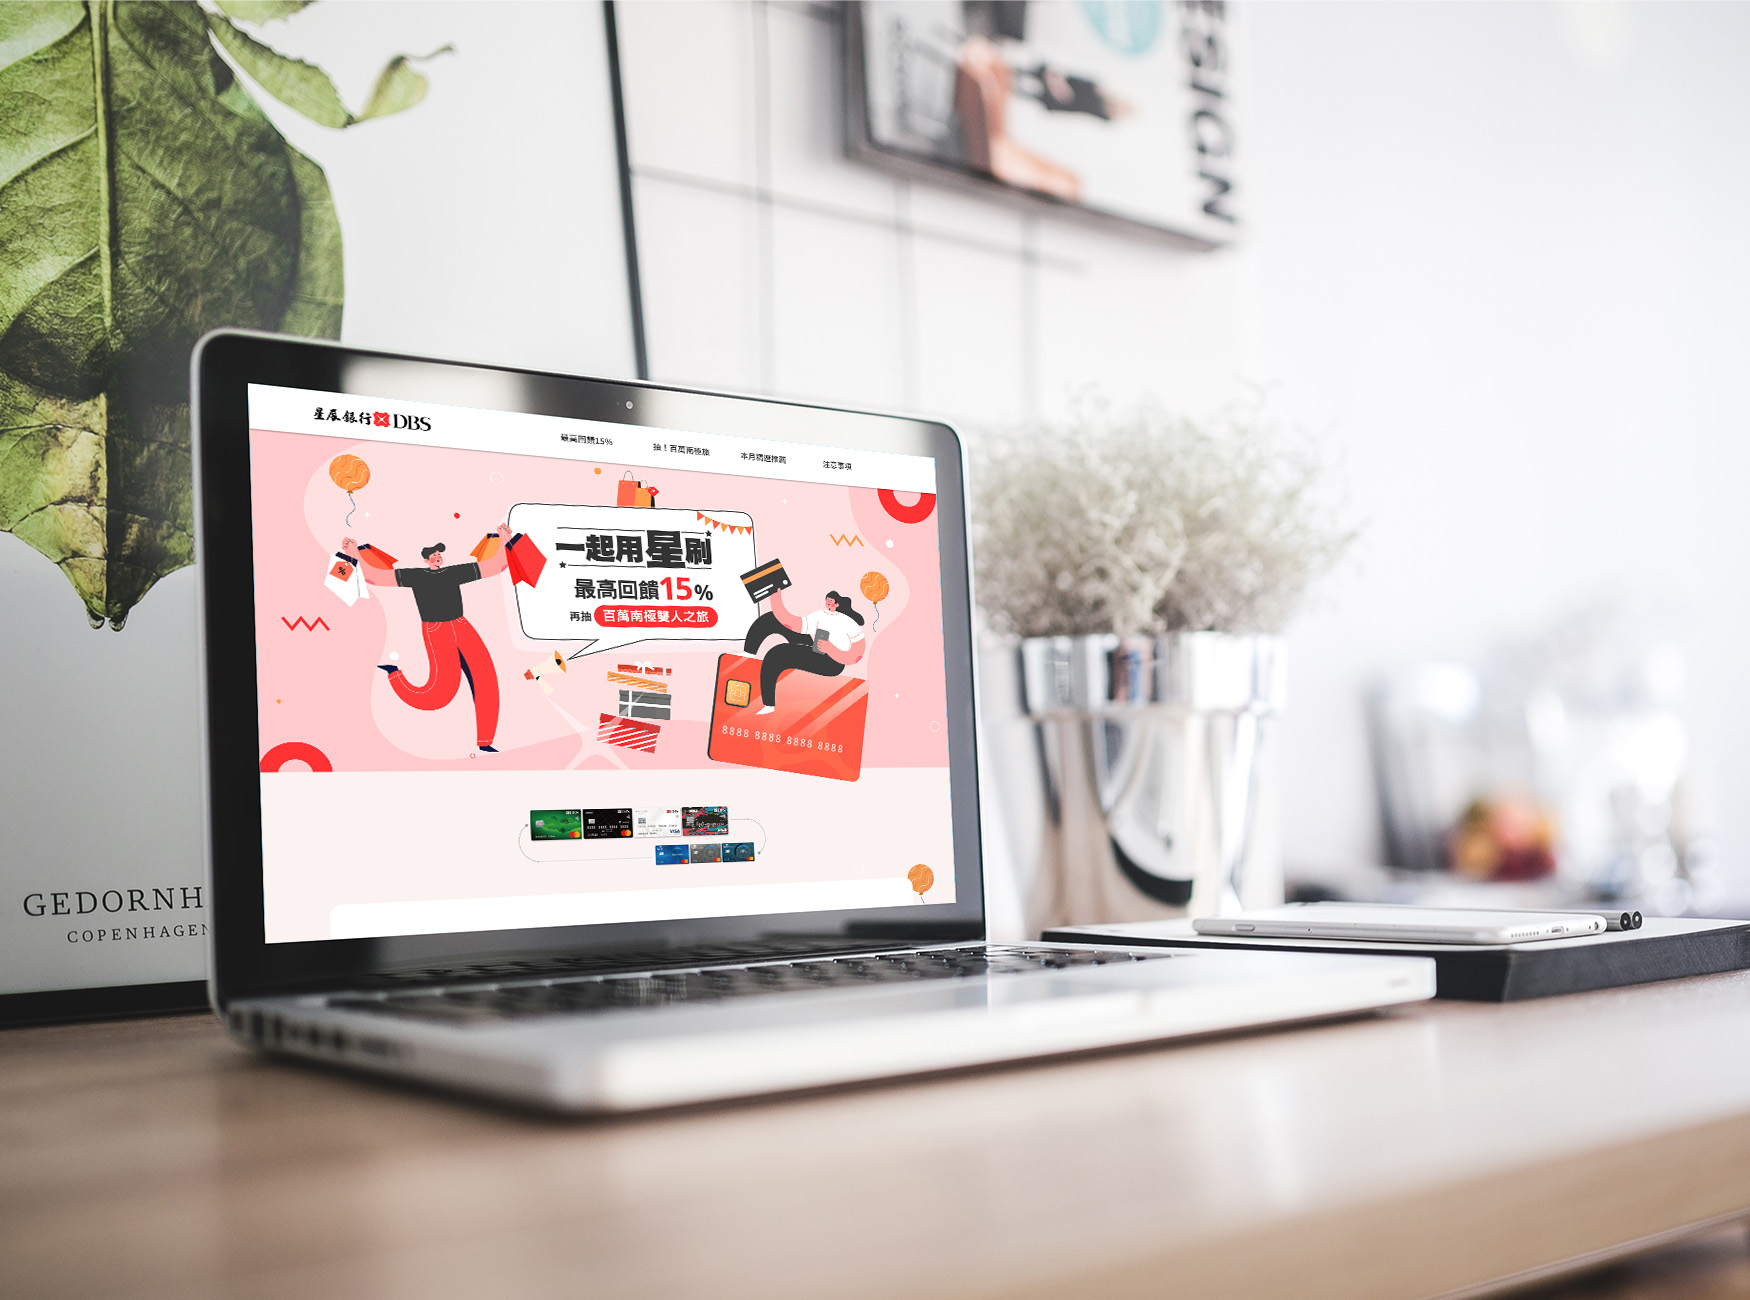 ESIGN
星展銀行 DBS
最高回饋15%
抽！百萬南極旅
本月精選推薦
注意事項
一起用星刷
最高回饋15%
再抽 百萬南極雙人之旅
%
8888 8888 8888 8888
VISA
GEDORNH
COPENHAGEN